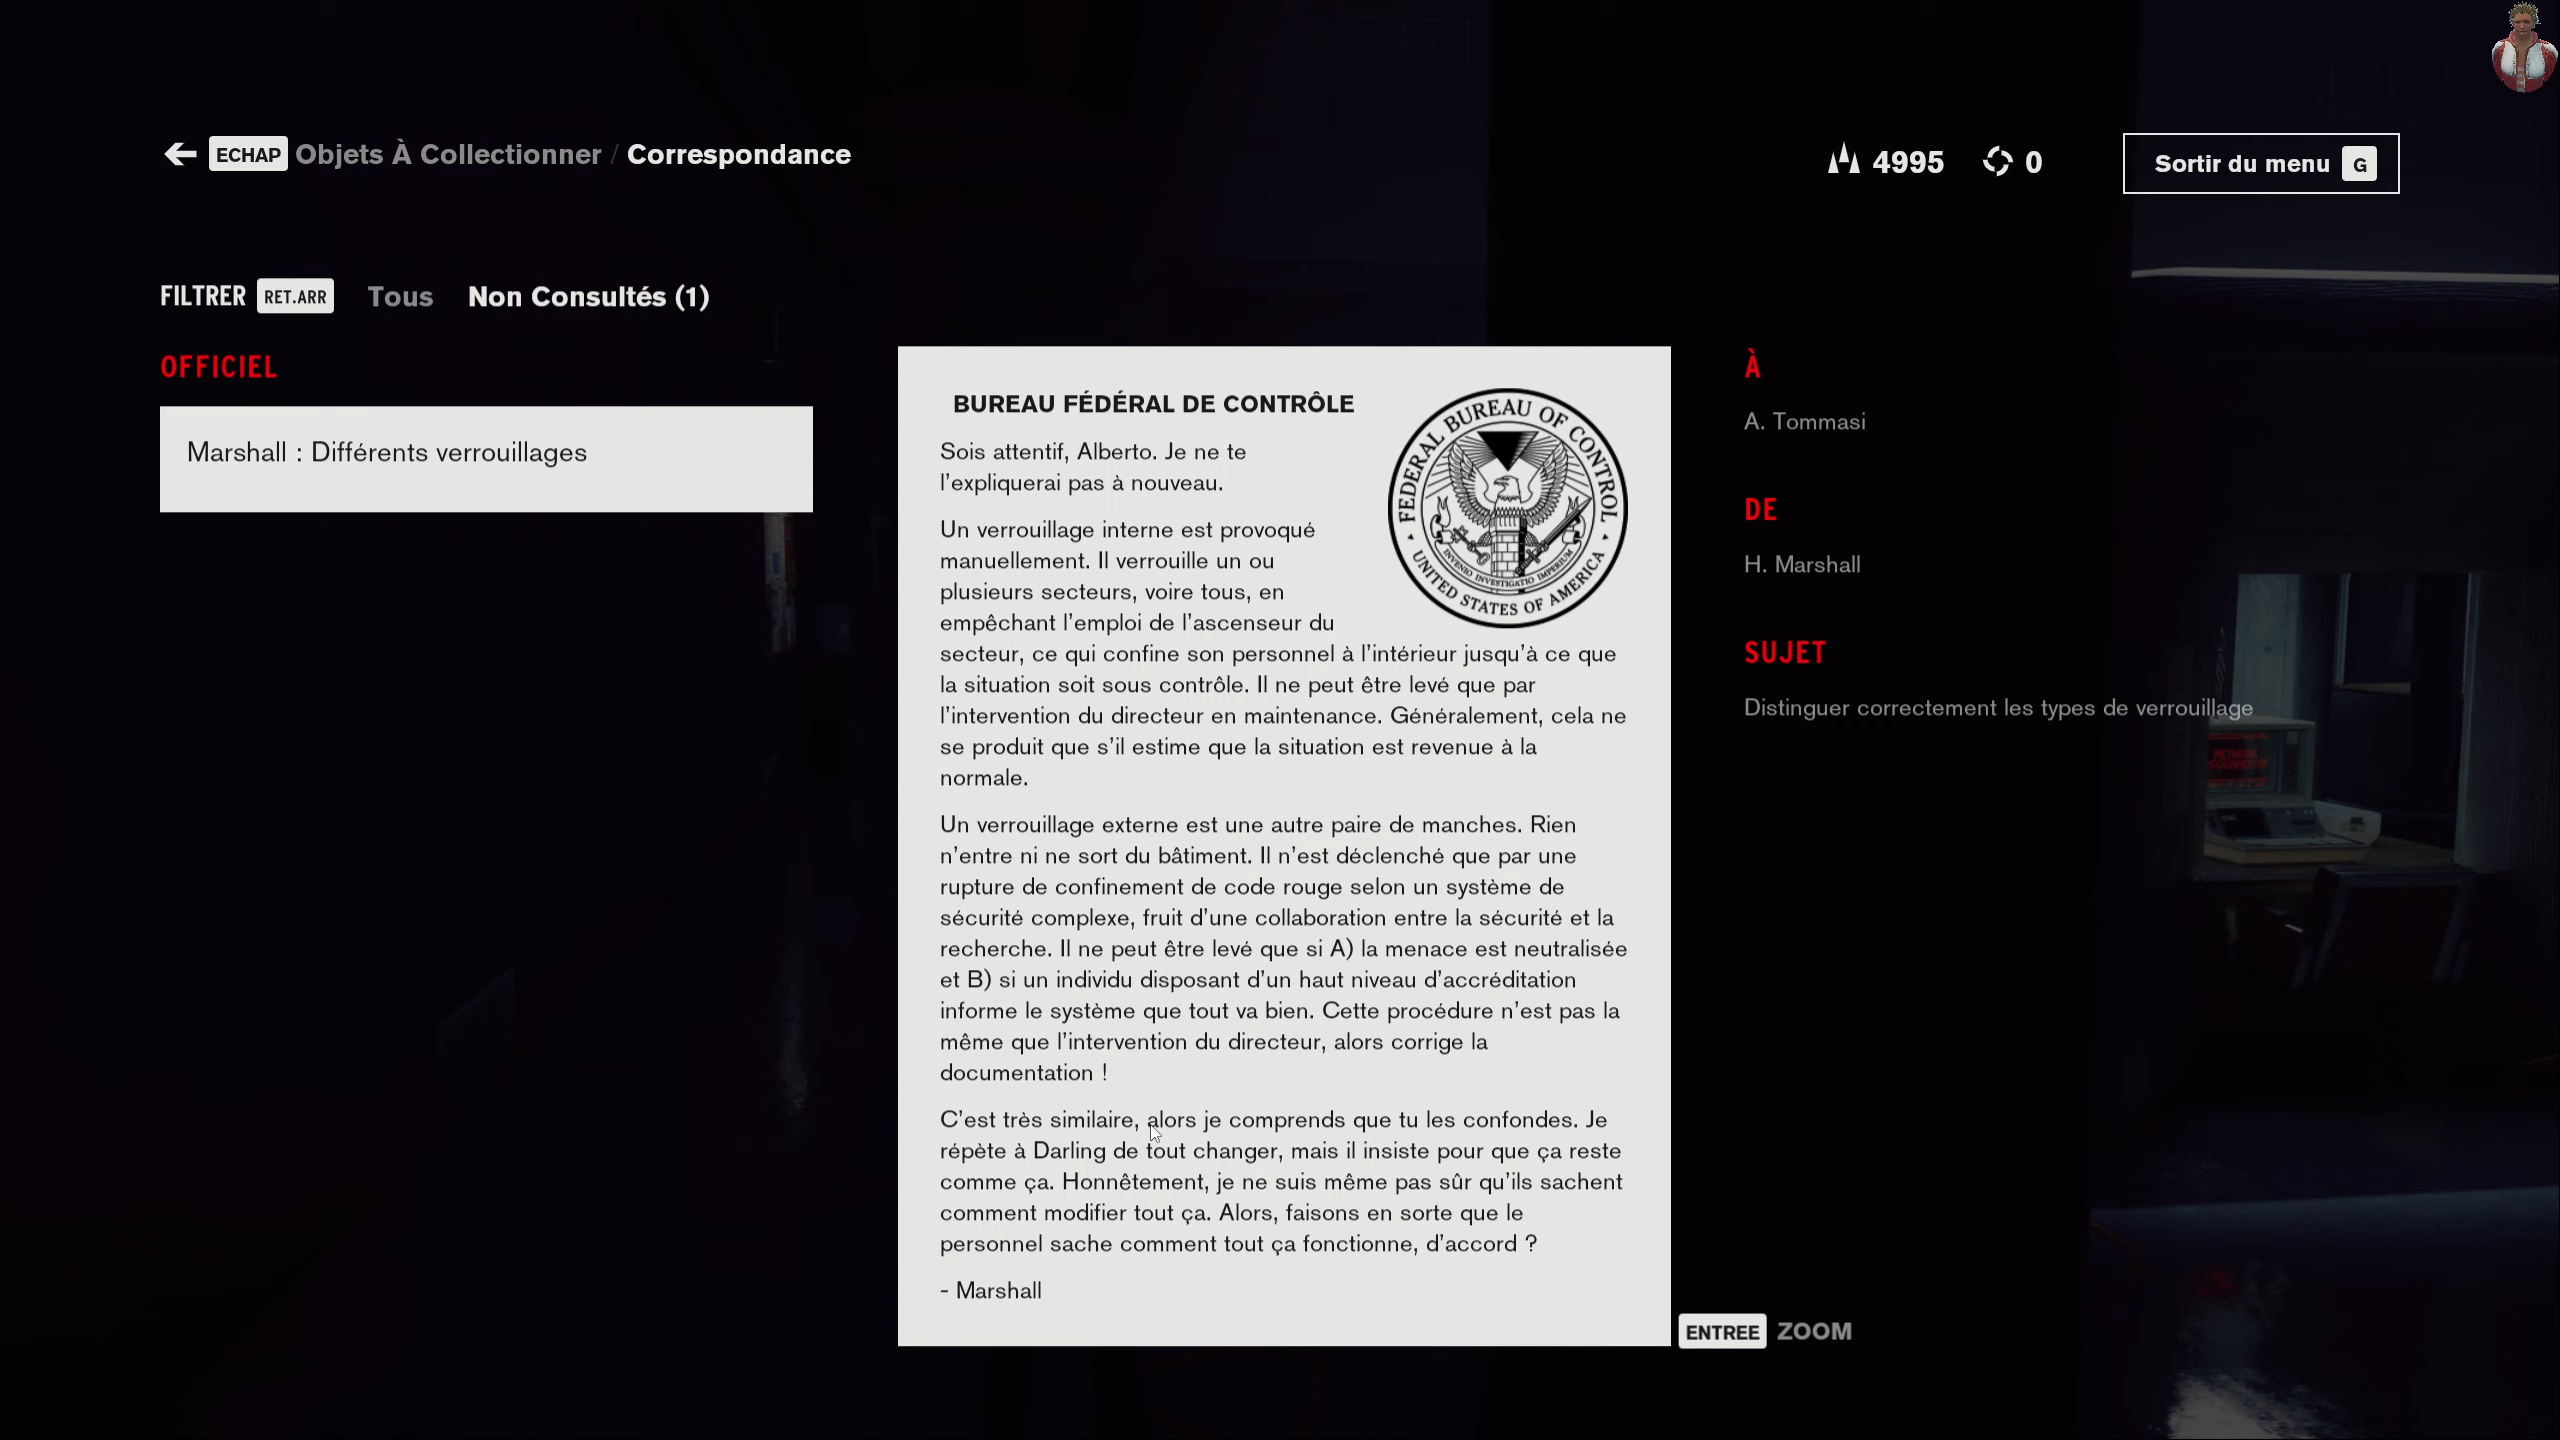 ECHAP Objets À Collectionner / Correspondance
4995
0
Sortir du menu G
FILTRER RET.ARR Tous Non Consultés (1)
OFFICIEL
Marshall : Différents verrouillages
BUREAU FÉDÉRAL DE CONTRÔLE
FEDERAL BUREAU OF CONTROL
INVENIO INVESTIGATIO IMPERIUM
UNITED STATES OF AMERICA
Sois attentif, Alberto. Je ne te
l'expliquerai pas à nouveau.
Un verrouillage interne est provoqué
manuellement. Il verrouille un ou
plusieurs secteurs, voire tous, en
empêchant l'emploi de l'ascenseur du
secteur, ce qui confine son personnel à l'intérieur jusqu'à ce que
la situation soit sous contrôle. Il ne peut être levé que par
l'intervention du directeur en maintenance. Généralement, cela ne
se produit que s'il estime que la situation est revenue à la
normale.
Un verrouillage externe est une autre paire de manches. Rien
n'entre ni ne sort du bâtiment. Il n'est déclenché que par une
rupture de confinement de code rouge selon un système de
sécurité complexe, fruit d'une collaboration entre la sécurité et la
recherche. Il ne peut être levé que si A) la menace est neutralisée
et B) si un individu disposant d'un haut niveau d'accréditation
informe le système que tout va bien. Cette procédure n'est pas la
même que l'intervention du directeur, alors corrige la
documentation !
C'est très similaire, alors je comprends que tu les confondes. Je
répète à Darling de tout changer, mais il insiste pour que ça reste
comme ça. Honnêtement, je ne suis même pas sûr qu'ils sachent
comment modifier tout ça. Alors, faisons en sorte que le
personnel sache comment tout ça fonctionne, d'accord ?
- Marshall
À
A. Tommasi
DE
H. Marshall
SUJET
Distinguer correctement les types de verrouillage
ENTREE ZOOM